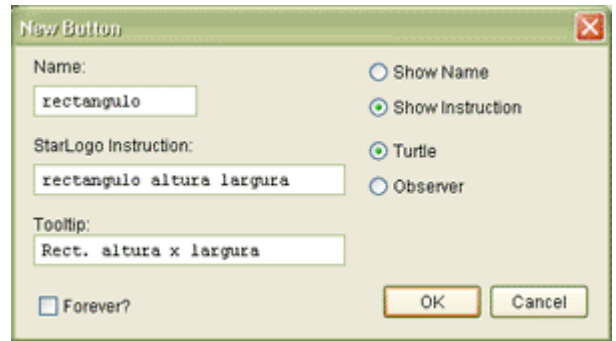 New Button
Name:
rectangulo
StarLogo Instruction:
rectangulo altura largura
Tooltip:
Rect. altura x largura
Forever?
Show Name
Show Instruction
Turtle
Observer
OK
Cancel